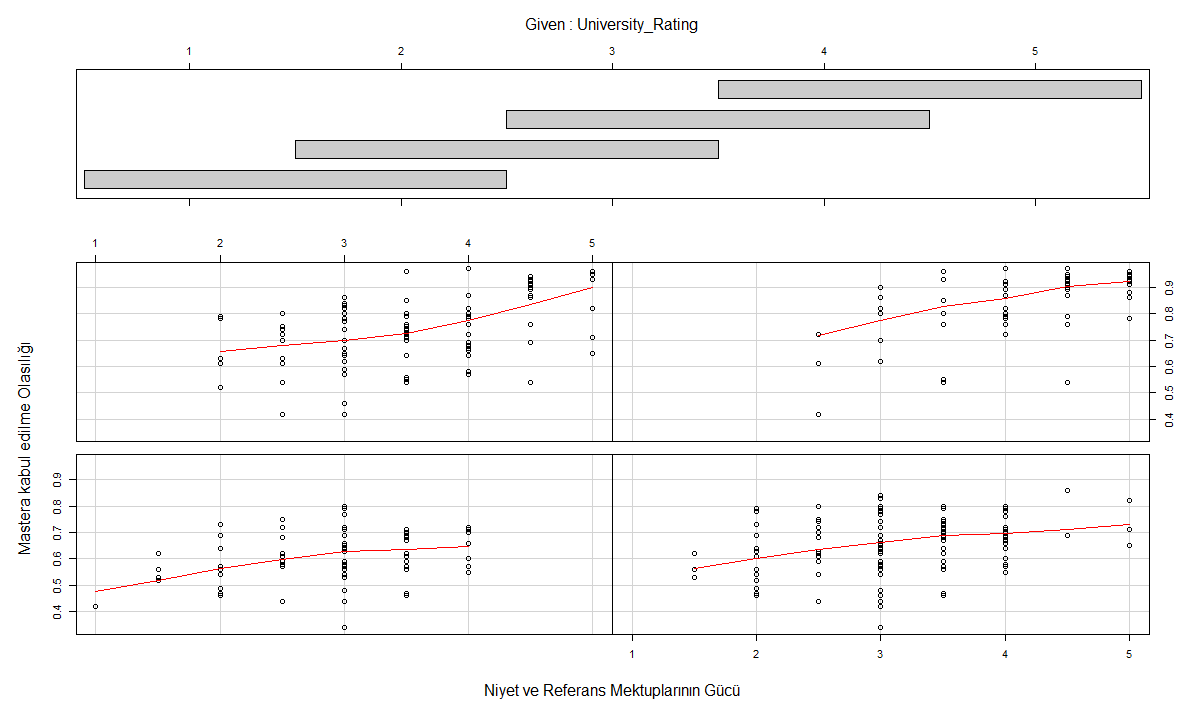 Given : University_Rating
1 2 3 4 5
1 2 3 4 5
0.4 0.5 0.6 0.7 0.8 0.9
0.4 0.5 0.6 0.7 0.8 0.9
Mastera kabul edilme Olasılığı
1 2 3 4 5
Niyet ve Referans Mektuplarının Gücü